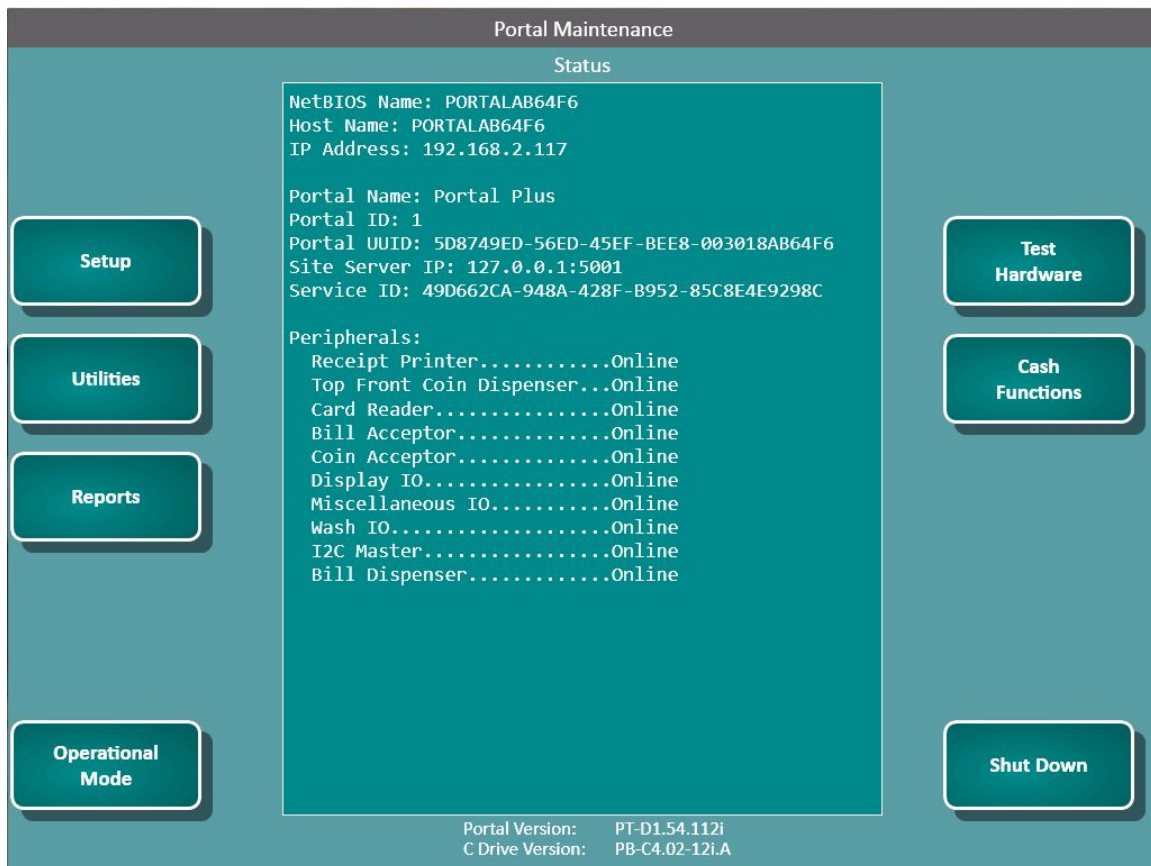 Portal Maintenance
Status
NetBIOS Name: PORTALAB64F6
Host Name: PORTALAB64F6
IP Address: 192.168.2.117
Portal Name: Portal Plus
Portal ID: 1
Portal UUID: 5D8749ED-56ED-45EF-BEE8-003018AB64F6
Site Server IP: 127.0.0.1:5001
Service ID: 49D662CA-948A-428F-B952-85C8E4E9298C
Peripherals:
Receipt Printer............Online
Top Front Coin Dispenser...Online
Card Reader................Online
Bill Acceptor..............Online
Coin Acceptor..............Online
Display IO.................Online
Miscellaneous IO...........Online
Wash IO....................Online
I2C Master.................Online
Bill Dispenser.............Online
Setup
Utilities
Reports
Operational
Mode
Test
Hardware
Cash
Functions
Shut Down
Portal Version: PT-D1.54.112i
C Drive Version: PB-C4.02-12i.A